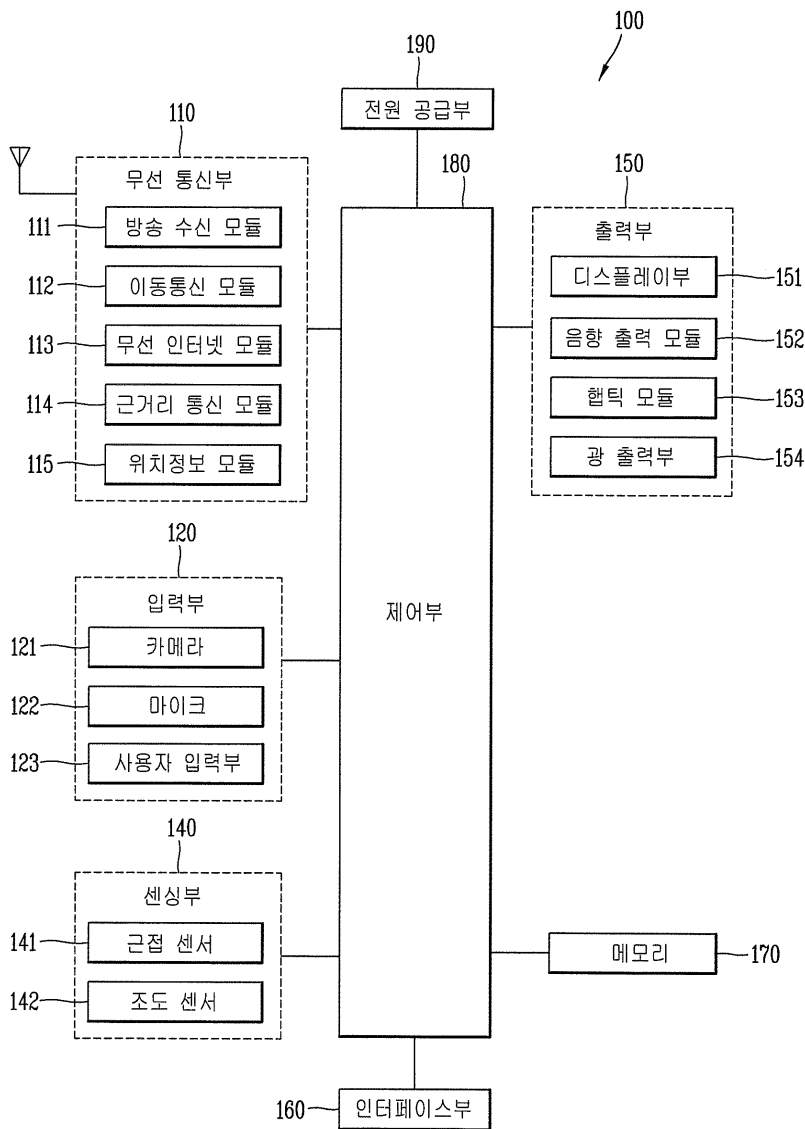 100
190
전원 공급부
110
무선 통신부
111
방송 수신 모듈
112
이동통신 모듈
113
무선 인터넷 모듈
114
근거리 통신 모듈
115
위치정보 모듈
180
제어부
150
출력부
디스플레이부
151
음향 출력 모듈
152
햅틱 모듈
153
광 출력부
154
120
입력부
121
카메라
122
마이크
123
사용자 입력부
140
센싱부
141
근접 센서
142
조도 센서
메모리
170
160
인터페이스부